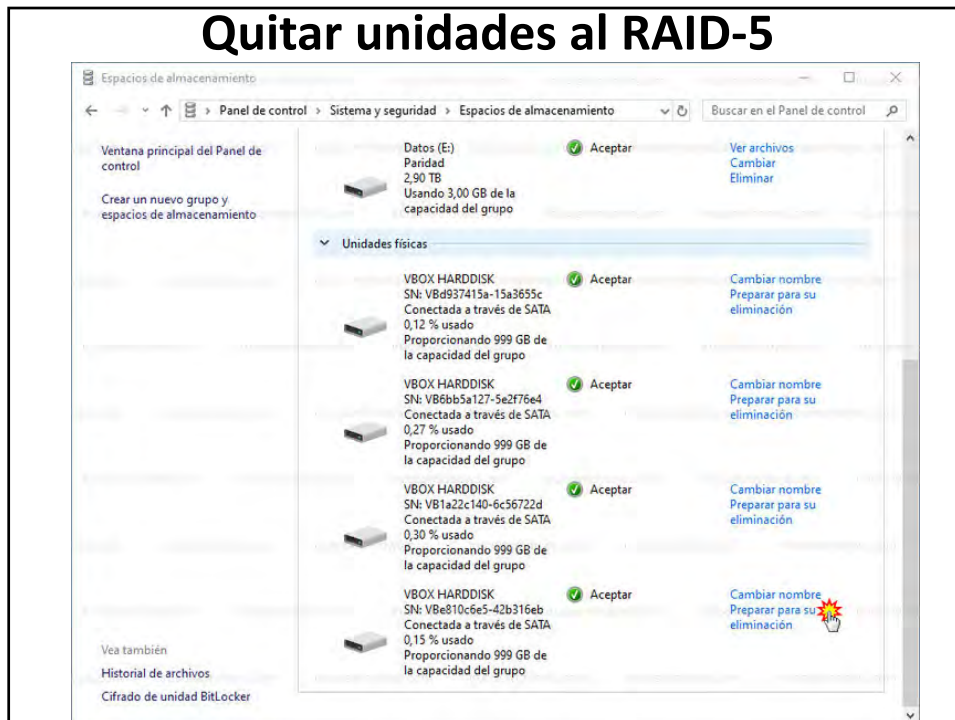 Quitar unidades al RAID-5
Espacios de almacenamiento
Panel de control > Sistema y seguridad > Espacios de almacenamiento
Buscar en el Panel de control
Ventana principal del Panel de
control
Crear un nuevo grupo y
espacios de almacenamiento
Datos (E:)
Paridad
2,90 TB
Usando 3,00 GB de la
capacidad del grupo
Aceptar
Ver archivos
Cambiar
Eliminar
Unidades físicas
VBOX HARDDISK
SN: VBd937415a-15a3655c
Conectada a través de SATA
0,12 % usado
Proporcionando 999 GB de
la capacidad del grupo
Aceptar
Cambiar nombre
Preparar para su
eliminación
VBOX HARDDISK
SN: VB6bb5a127-5e2f76e4
Conectada a través de SATA
0,27 % usado
Proporcionando 999 GB de
la capacidad del grupo
Aceptar
Cambiar nombre
Preparar para su
eliminación
VBOX HARDDISK
SN: VB1a22c140-6c56722d
Conectada a través de SATA
0,30 % usado
Proporcionando 999 GB de
la capacidad del grupo
Aceptar
Cambiar nombre
Preparar para su
eliminación
VBOX HARDDISK
SN: VBe810c6e5-42b316eb
Conectada a través de SATA
0,15 % usado
Proporcionando 999 GB de
la capacidad del grupo
Aceptar
Cambiar nombre
Preparar para su
eliminación
Vea también
Historial de archivos
Cifrado de unidad BitLocker